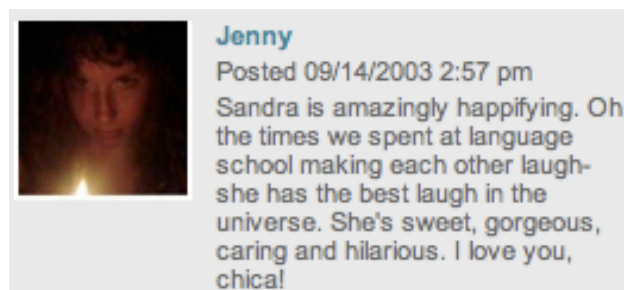 Jenny
Posted 09/14/2003 2:57 pm
Sandra is amazingly happifying. Oh
the times we spent at language
school making each other laugh-
she has the best laugh in the
universe. She's sweet, gorgeous,
caring and hilarious. I love you,
chica!